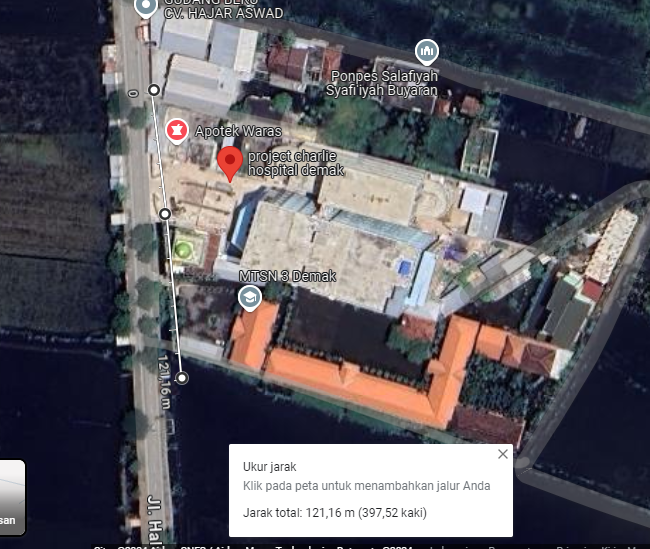 GUDANG BERU
CV. HAJAR ASWAD
Ponpes Salafiyah
Syafi'iyah Buyaran
0
Apotek Waras
project charlie
hospital demak
MTSN 3 Demak
121,16 m
Ukur jarak
Klik pada peta untuk menambahkan jalur Anda
Jarak total: 121,16 m (397,52 kaki)
san
Jl. Hal